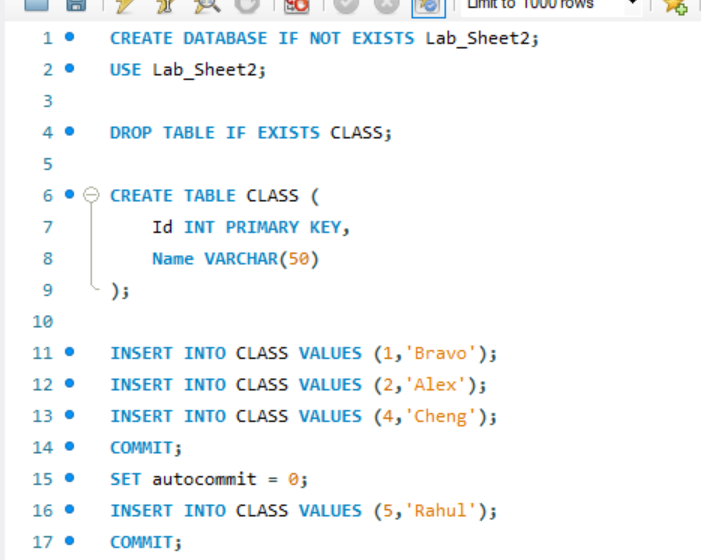 Limit to 1000 rows
1 CREATE DATABASE IF NOT EXISTS Lab_Sheet2;
2 USE Lab_Sheet2;
3
4 DROP TABLE IF EXISTS CLASS;
5
6 CREATE TABLE CLASS (
7 Id INT PRIMARY KEY,
8 Name VARCHAR(50)
9 );
10
11 INSERT INTO CLASS VALUES (1,'Bravo');
12 INSERT INTO CLASS VALUES (2,'Alex');
13 INSERT INTO CLASS VALUES (4,'Cheng');
14 COMMIT;
15 SET autocommit = 0;
16 INSERT INTO CLASS VALUES (5,'Rahul');
17 COMMIT;